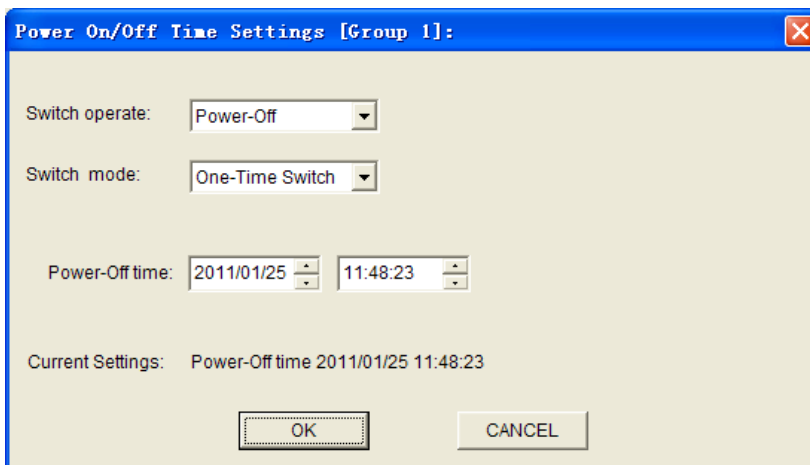 Power On/Off Time Settings [Group 1]:
Switch operate: Power-Off
Switch mode: One-Time Switch
Power-Off time: 2011/01/25 11:48:23
Current Settings: Power-Off time 2011/01/25 11:48:23
OK CANCEL